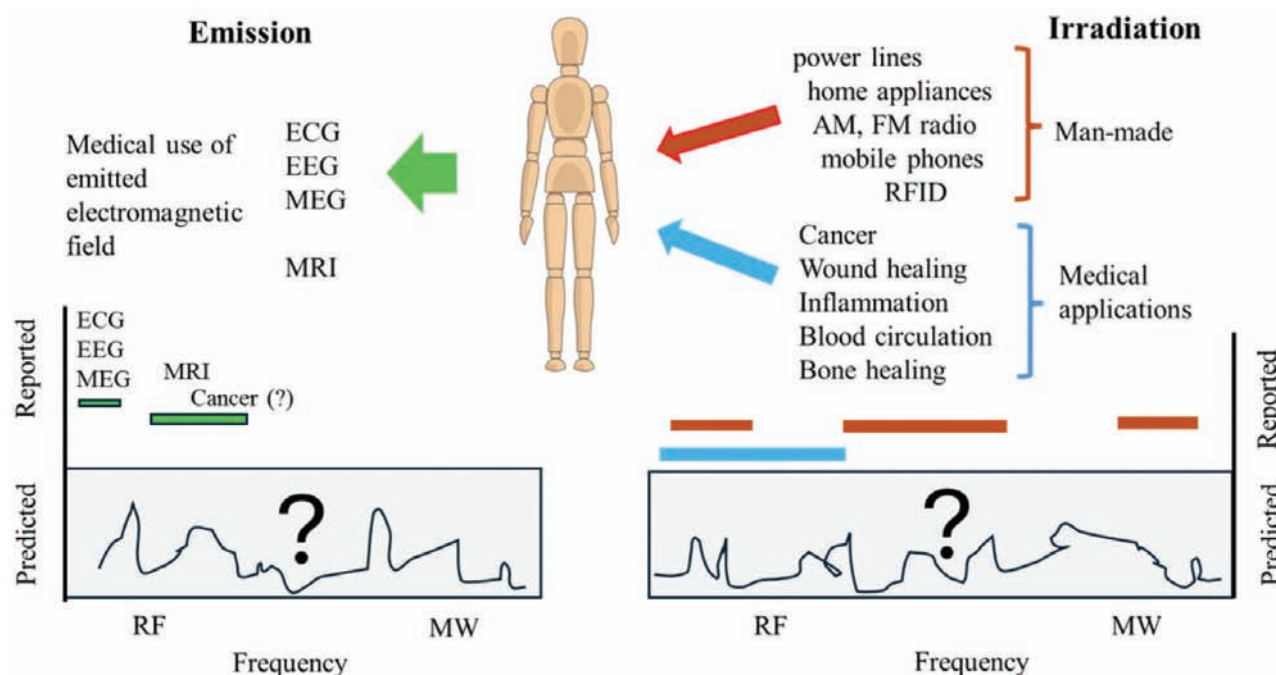 Emission
Irradiation
Medical use of
emitted
electromagnetic
field
ECG
EEG
MEG
MRI
power lines
home appliances
AM, FM radio
mobile phones
RFID
Man-made
Cancer
Wound healing
Inflammation
Blood circulation
Bone healing
Medical
applications
Reported
ECG
EEG
MEG
MRI
Cancer (?)
Predicted
?
RF
MW
Frequency
Reported
Predicted
?
RF
MW
Frequency